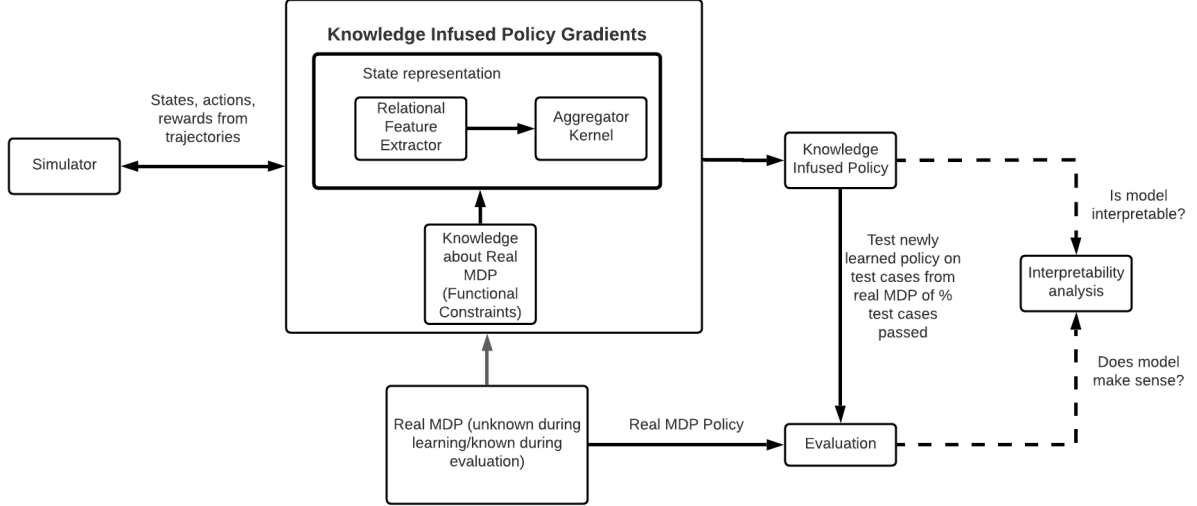 Knowledge Infused Policy Gradients
State representation
Relational
Feature
Extractor
Aggregator
Kernel
States, actions,
rewards from
trajectories
Simulator
Knowledge
about Real
MDP
(Functional
Constraints)
Knowledge
Infused Policy
Is model
interpretable?
Test newly
learned policy on
test cases from
real MDP of %
test cases
passed
Interpretability
analysis
Does model
make sense?
Real MDP (unknown during
learning/known during
evaluation)
Real MDP Policy
Evaluation